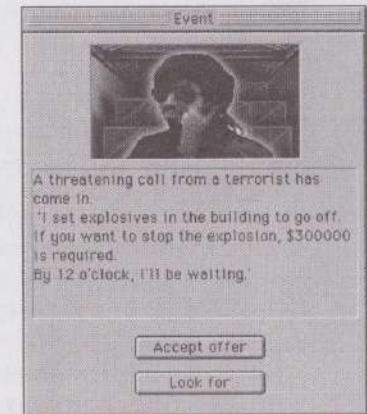 Event
A threatening call from a terrorist has
come in.
'I set explosives in the building to go off.
If you want to stop the explosion, $300000
is required.
By 12 o'clock, I'll be waiting.'
Accept offer
Look for